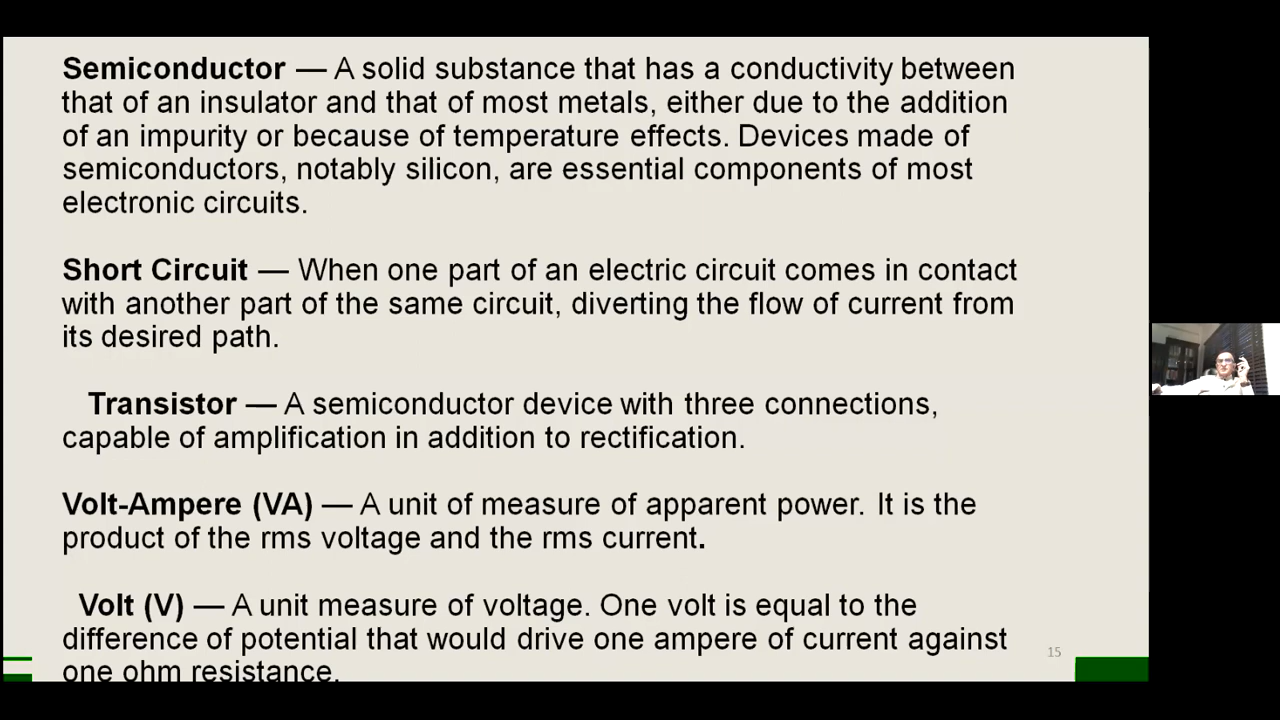 Semiconductor — A solid substance that has a conductivity between
that of an insulator and that of most metals, either due to the addition
of an impurity or because of temperature effects. Devices made of
semiconductors, notably silicon, are essential components of most
electronic circuits.
Short Circuit — When one part of an electric circuit comes in contact
with another part of the same circuit, diverting the flow of current from
its desired path.
Transistor — A semiconductor device with three connections,
capable of amplification in addition to rectification.
Volt-Ampere (VA) — A unit of measure of apparent power. It is the
product of the rms voltage and the rms current.
Volt (V) — A unit measure of voltage. One volt is equal to the
difference of potential that would drive one ampere of current against
one ohm resistance.
15